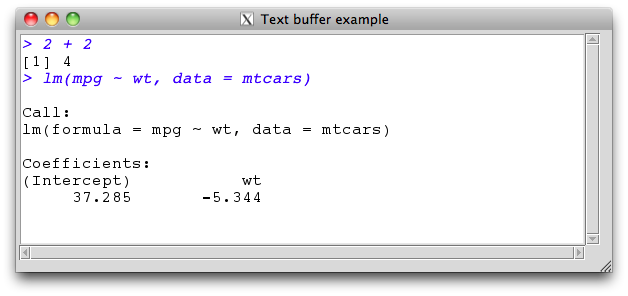 Text buffer example
> 2 + 2
[1] 4
> lm(mpg ~ wt, data = mtcars)
Call:
lm(formula = mpg ~ wt, data = mtcars)
Coefficients:
(Intercept)           wt
     37.285       -5.344